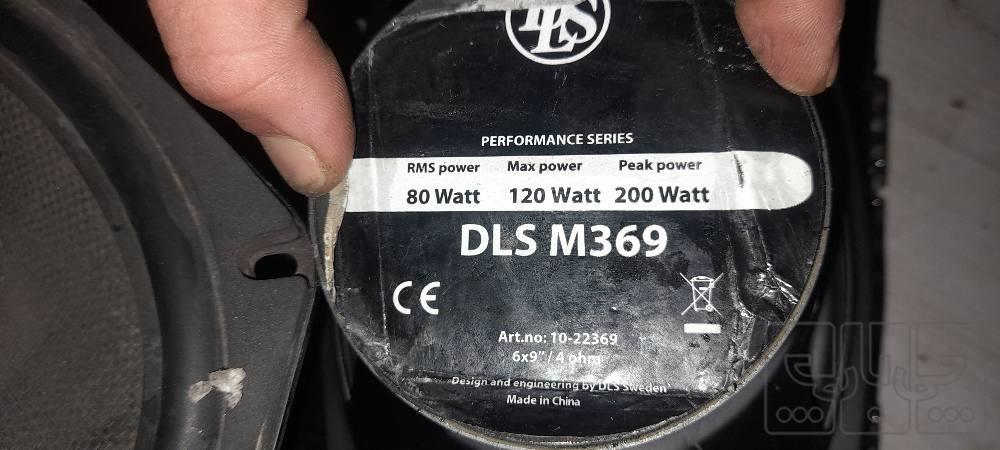 DLS
PERFORMANCE SERIES
RMS power Max power Peak power
80 Watt 120 Watt 200 Watt
DLS M369
CE
Art.no: 10-22369
6x9" / 4 ohm
Design and engineering by DLS Sweden
Made in China